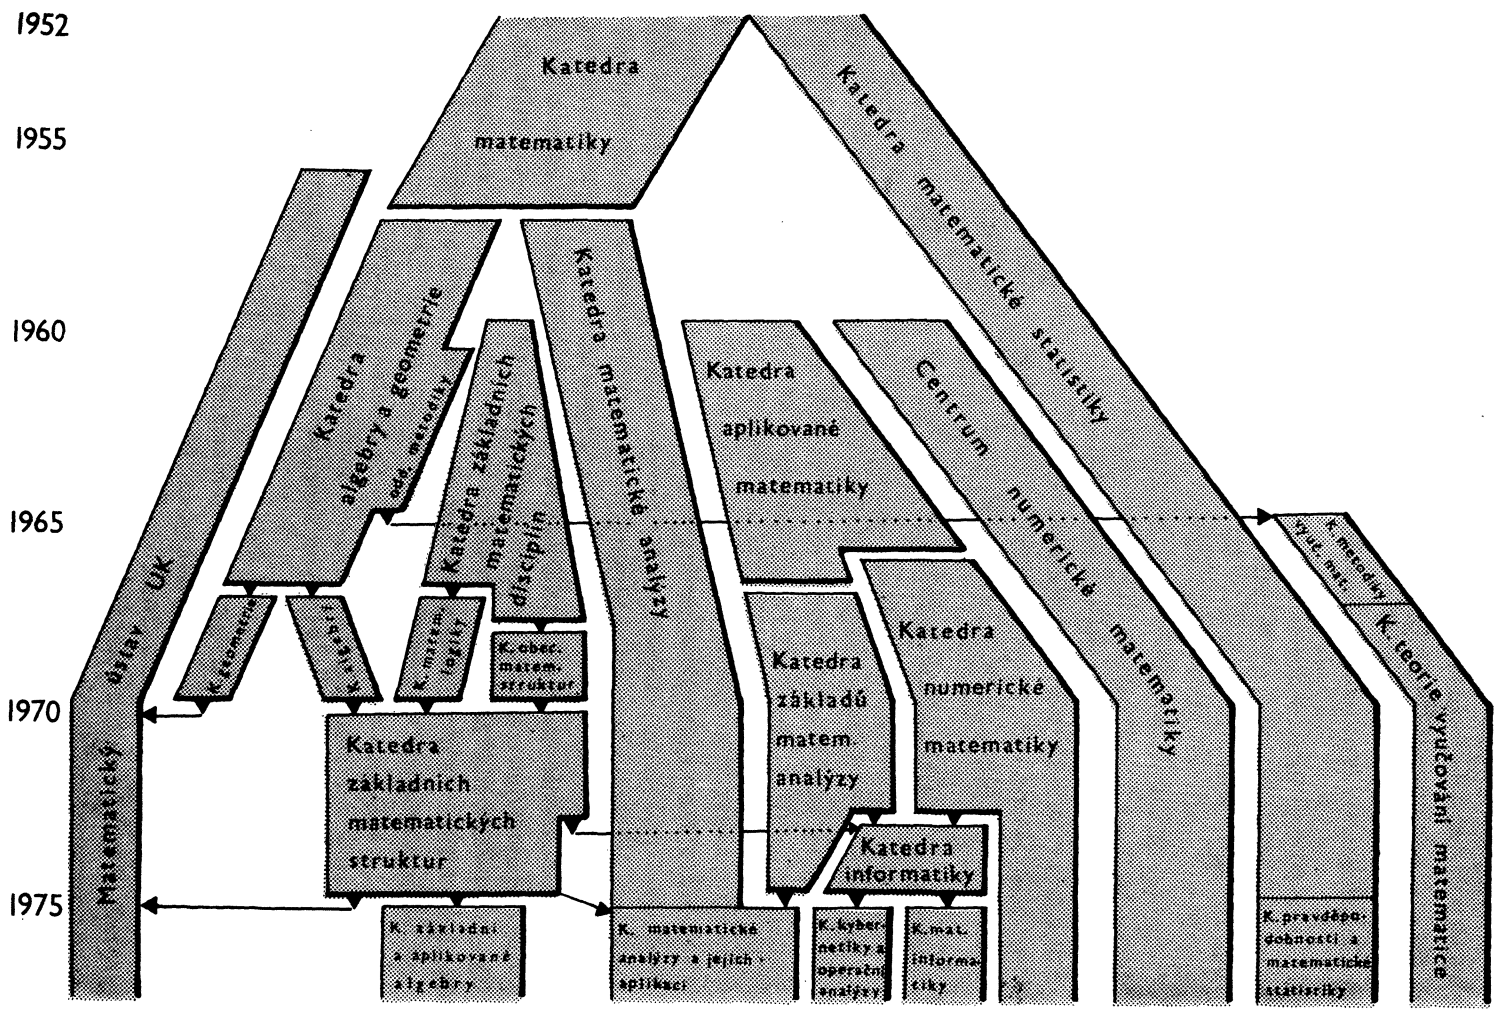 1952
Katedra
matematiky
Katedra matematické statistiky
1955
1960
Katedra
algebry a geometrie
odd. metodiky
Katedra základních
matematických
disciplín
Katedra matematické analýzy
Katedra
aplikované
matematiky
Centrum numerické matematiky
1965
K. metodiky
vyuč. mat.
K. teorie vyučování matematice
Matematický ústav UK
K. geometrie
K. algebry
K. matem.
logiky
K. obec.
matem.
struktur
Katedra
základů
matem
analýzy
Katedra
numerické
matematiky
1970
Katedra
základních
matematických
struktur
Katedra
informatiky
1975
K. základní
a aplikované
algebry
K. matematické
analýzy a jejích
aplikací
K. kyber-
netiky a
operační
analýzy
K. mat.
informa-
tiky
K. pravděpo-
dobnosti a
matematické
statistiky